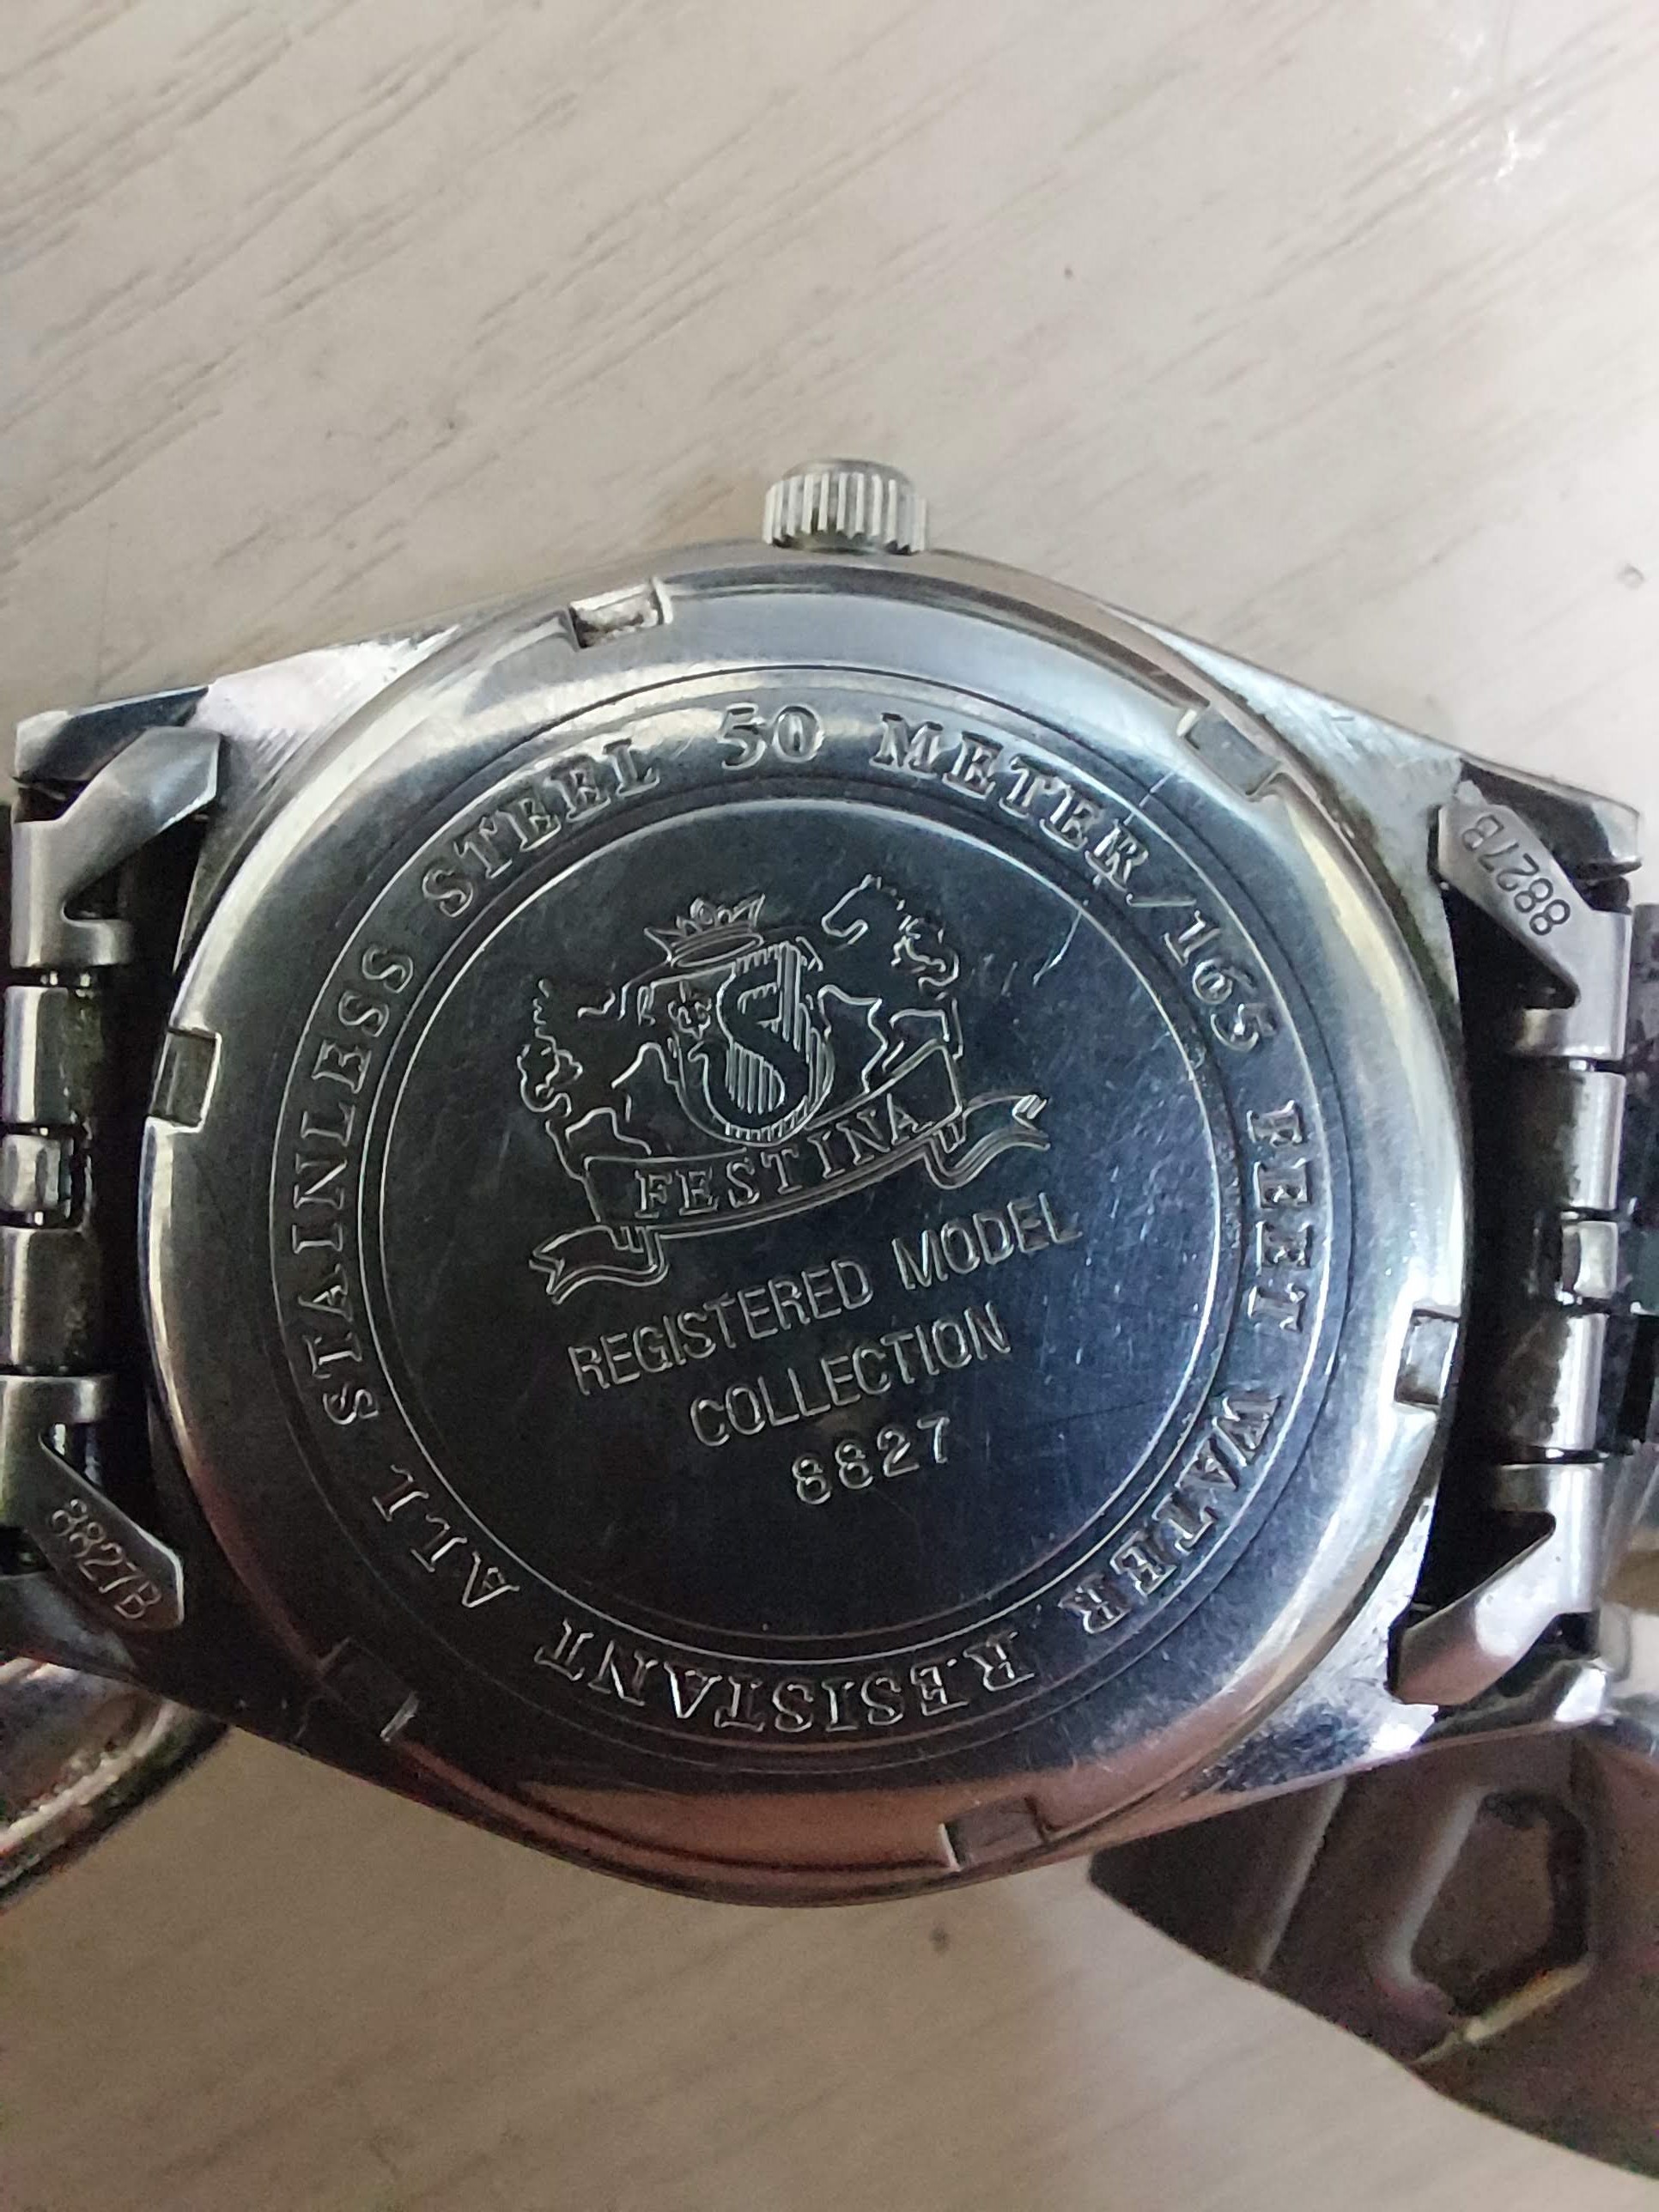 ALL STAINLESS STEEL 50 METER/165 FEET WATER RESISTANT
FESTINA
REGISTERED MODEL
COLLECTION
8827
8827B
8827B